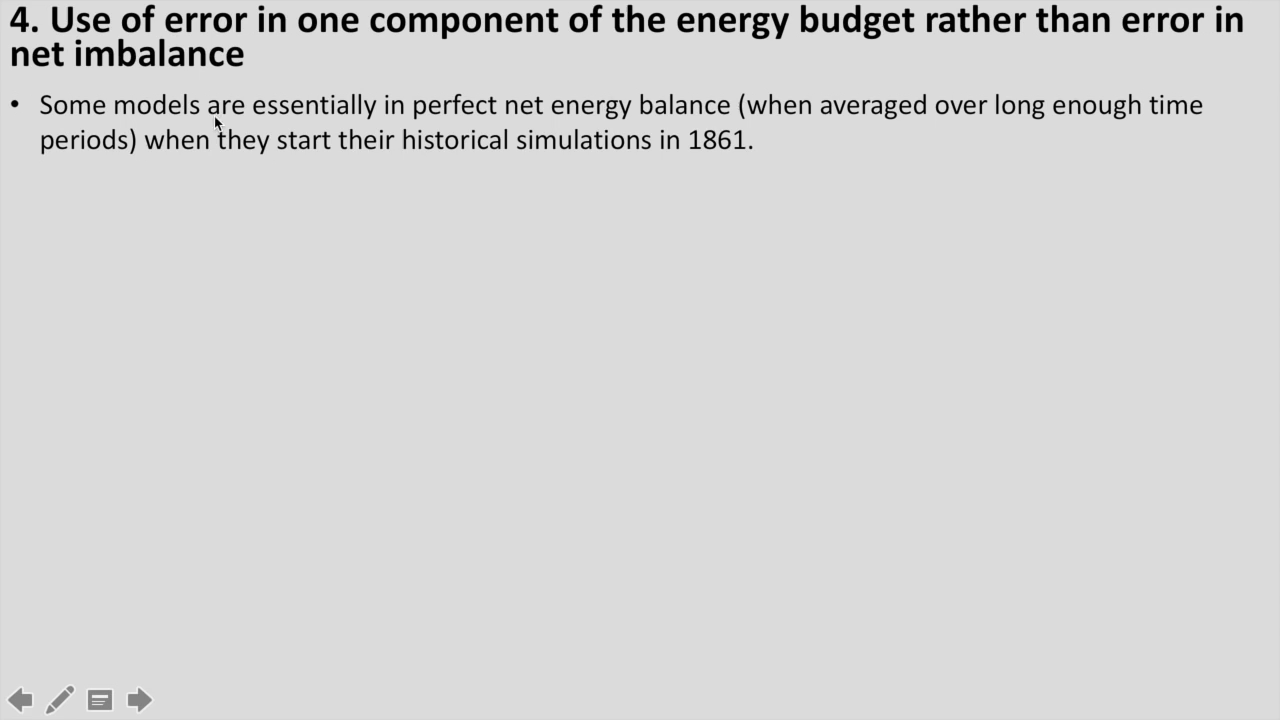 4. Use of error in one component of the energy budget rather than error in
net imbalance
• Some models are essentially in perfect net energy balance (when averaged over long enough time
periods) when they start their historical simulations in 1861.